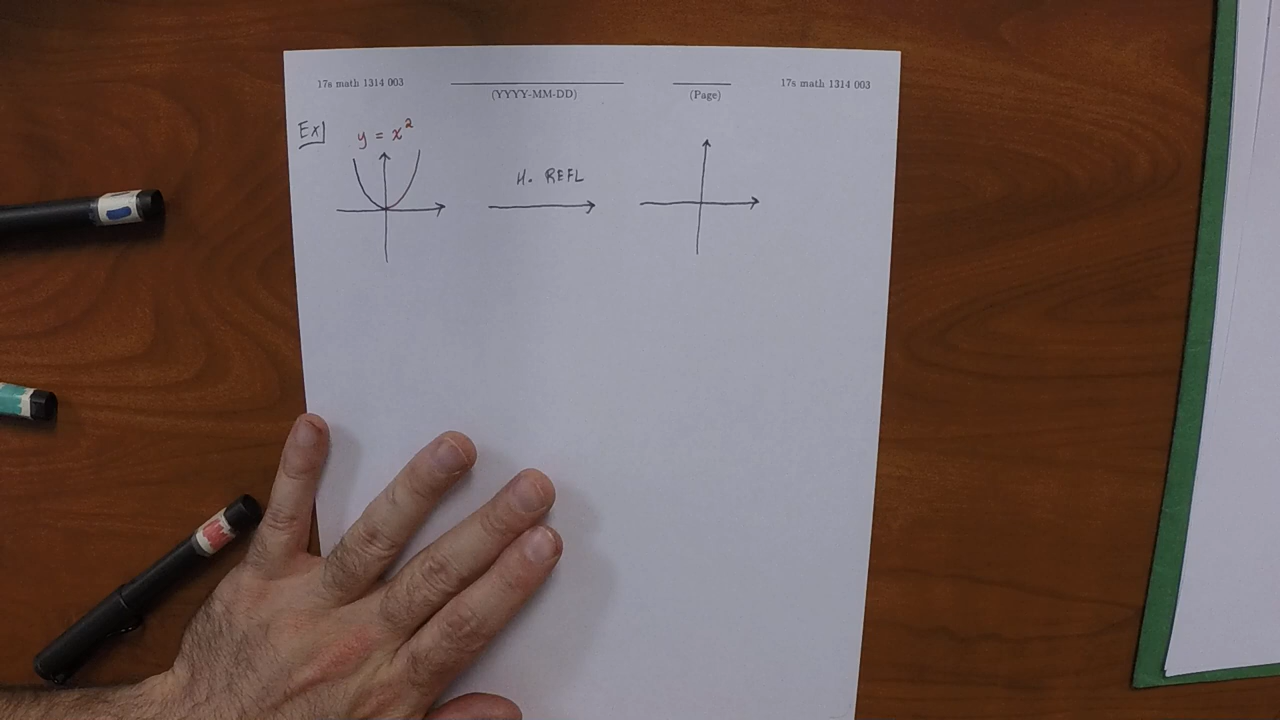 17s math 1314 003 (YYYY-MM-DD) (Page) 17s math 1314 003
Ex y = x²
H. REFL